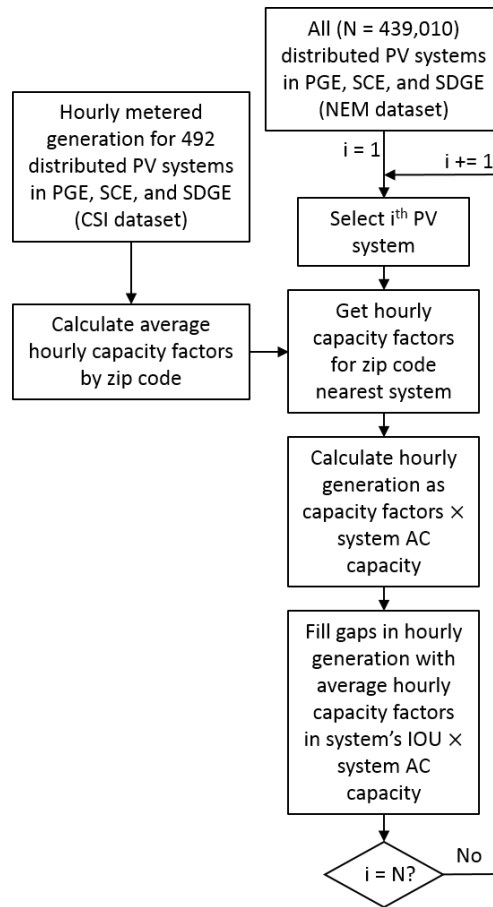 All (N = 439,010)
distributed PV systems
in PGE, SCE, and SDGE
(NEM dataset)
Hourly metered
generation for 492
distributed PV systems
in PGE, SCE, and SDGE
(CSI dataset)
i = 1
i += 1
Select iᵗʰ PV
system
Calculate average
hourly capacity factors
by zip code
Get hourly
capacity factors
for zip code
nearest system
Calculate hourly
generation as
capacity factors ×
system AC
capacity
Fill gaps in hourly
generation with
average hourly
capacity factors
in system’s IOU ×
system AC
capacity
i = N?
No